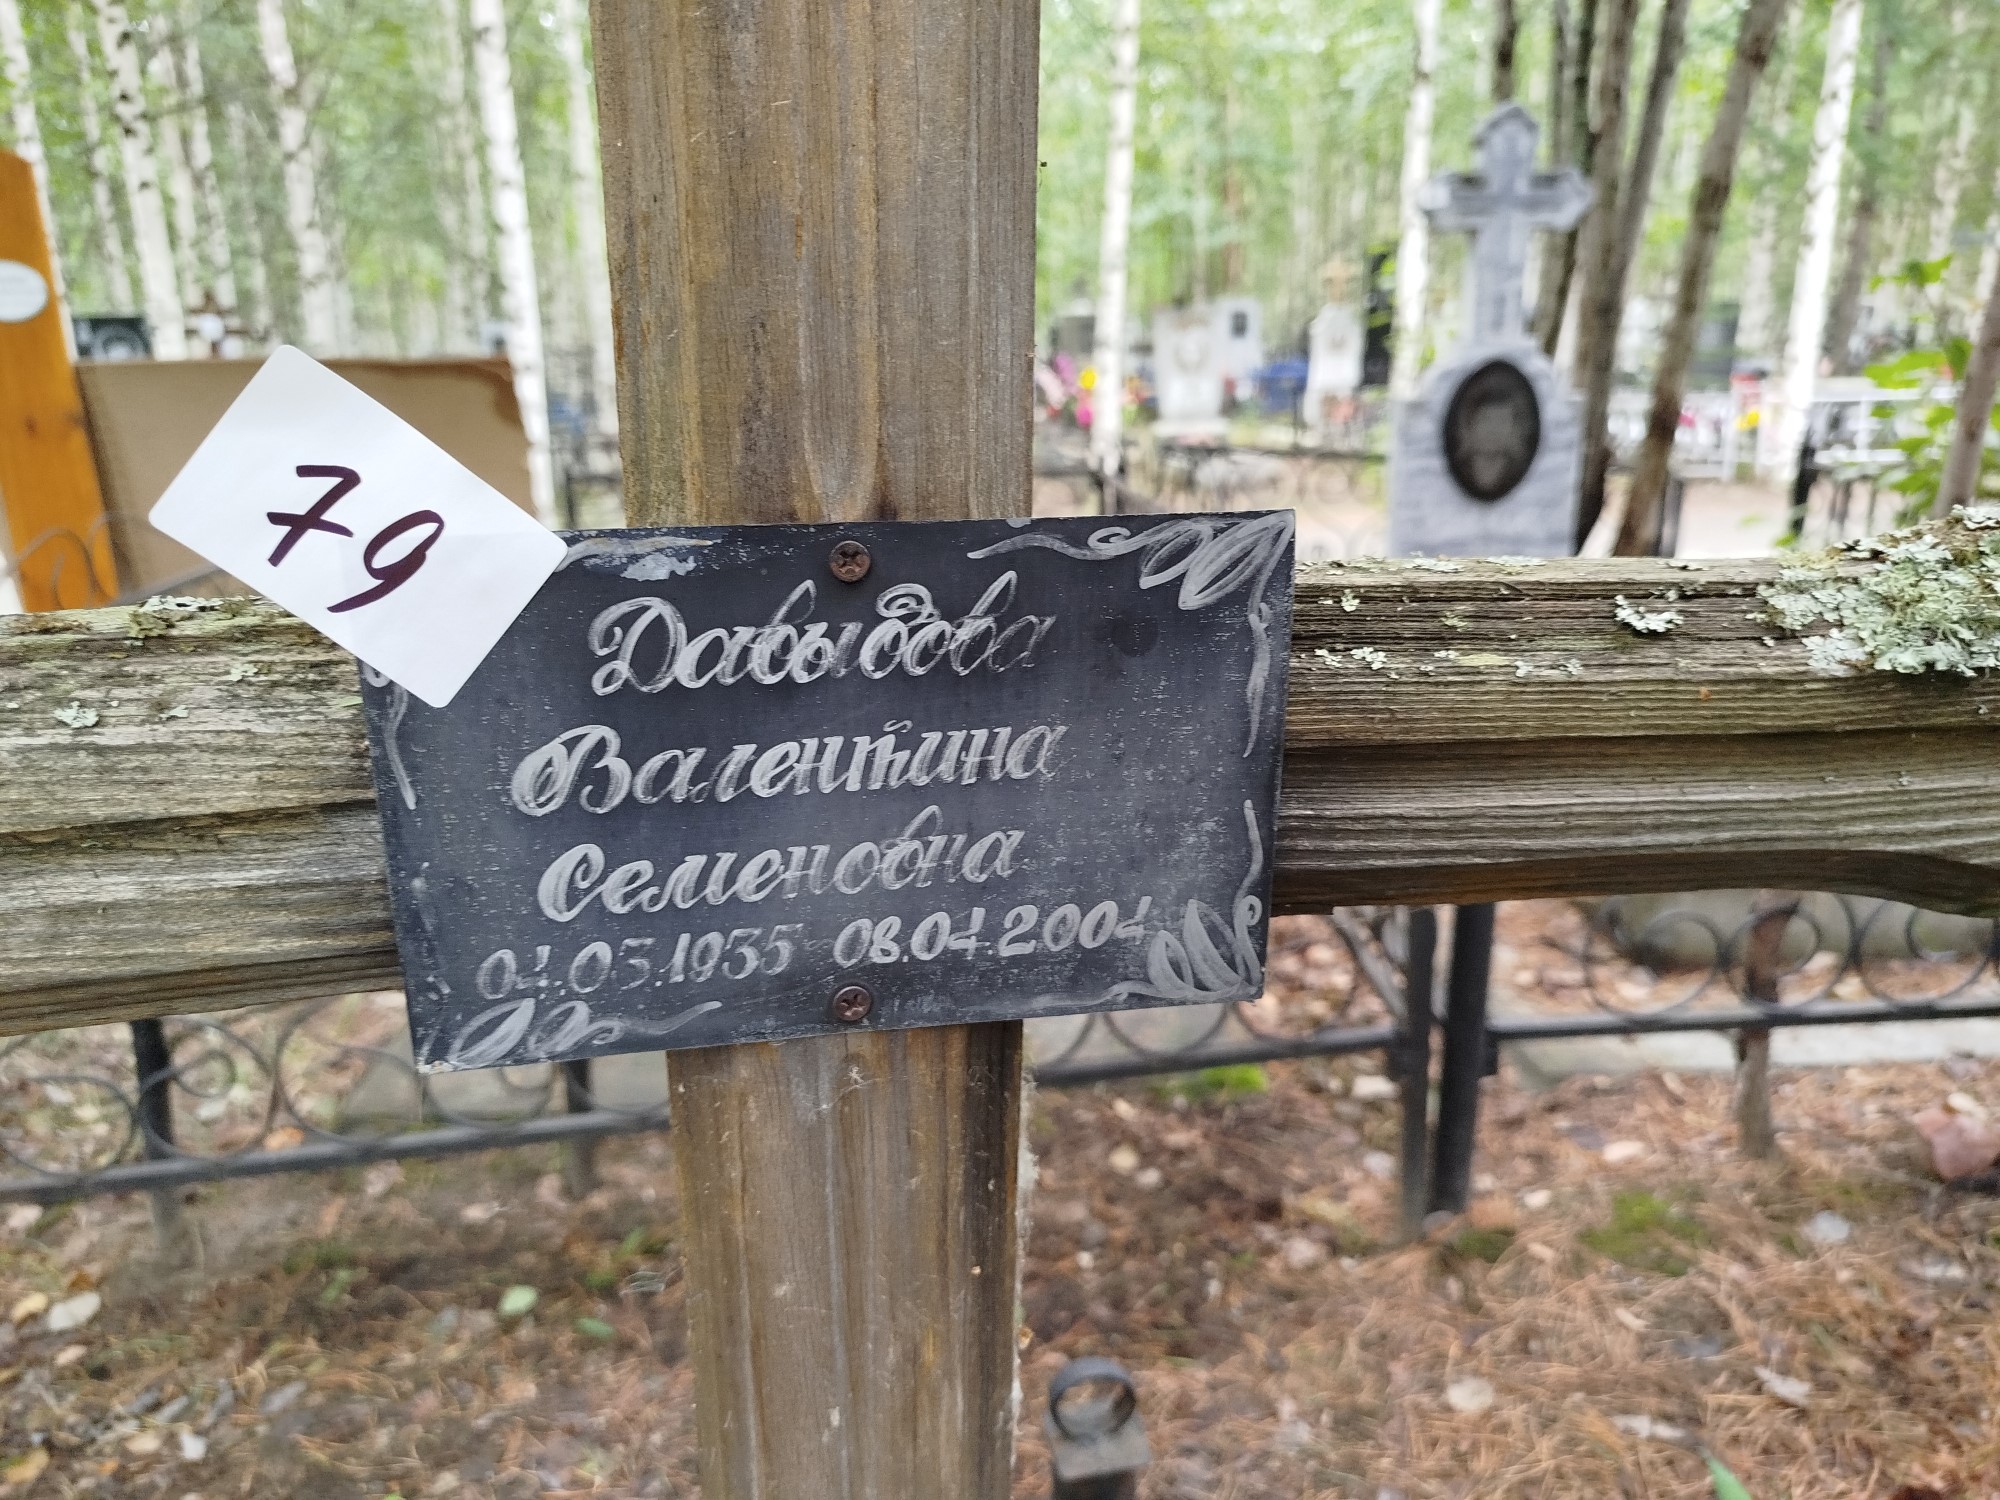 79
Давыдова
Валентина
Семеновна
04.03.1935 08.04.2004